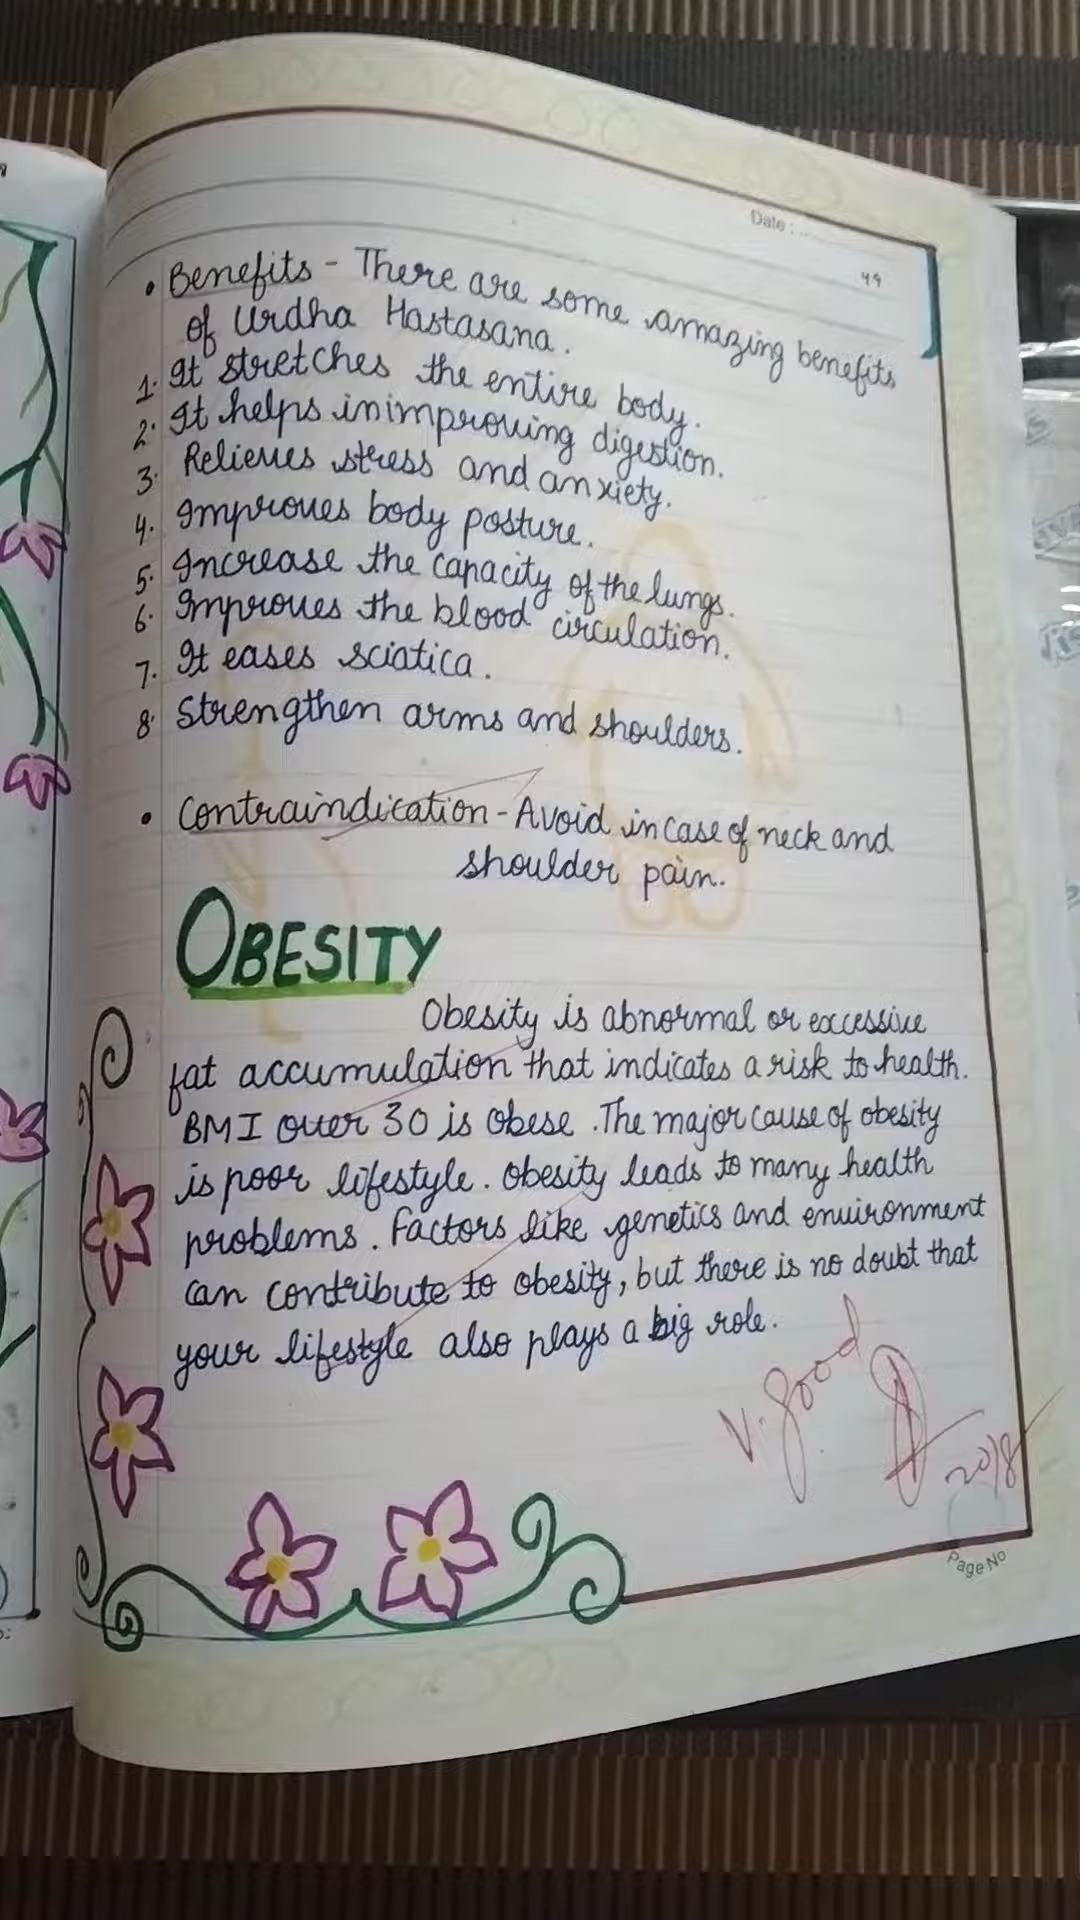 Date :
49
• Benefits - There are some amazing benefits
of Urdha Hastasana.
1. It stretches the entire body.
2. It helps in improving digestion.
3. Relieves stress and anxiety.
4. Improves body posture.
5. Increase the capacity of the lungs.
6. Improves the blood circulation.
7. It eases sciatica.
8. Strengthen arms and shoulders.
• Contraindication - Avoid in case of neck and
shoulder pain.
OBESITY
Obesity is abnormal or excessive
fat accumulation that indicates a risk to health.
BMI over 30 is obese. The major cause of obesity
is poor lifestyle. Obesity leads to many health
problems. Factors like genetics and environment
can contribute to obesity, but there is no doubt that
your lifestyle also plays a big role.
V. Good
20/8
Page No